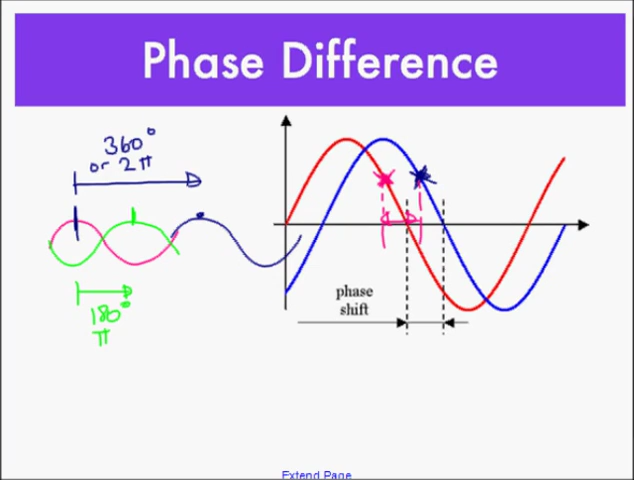 Phase Difference
360°
or 2π
180°
π
phase
shift
Extend Page